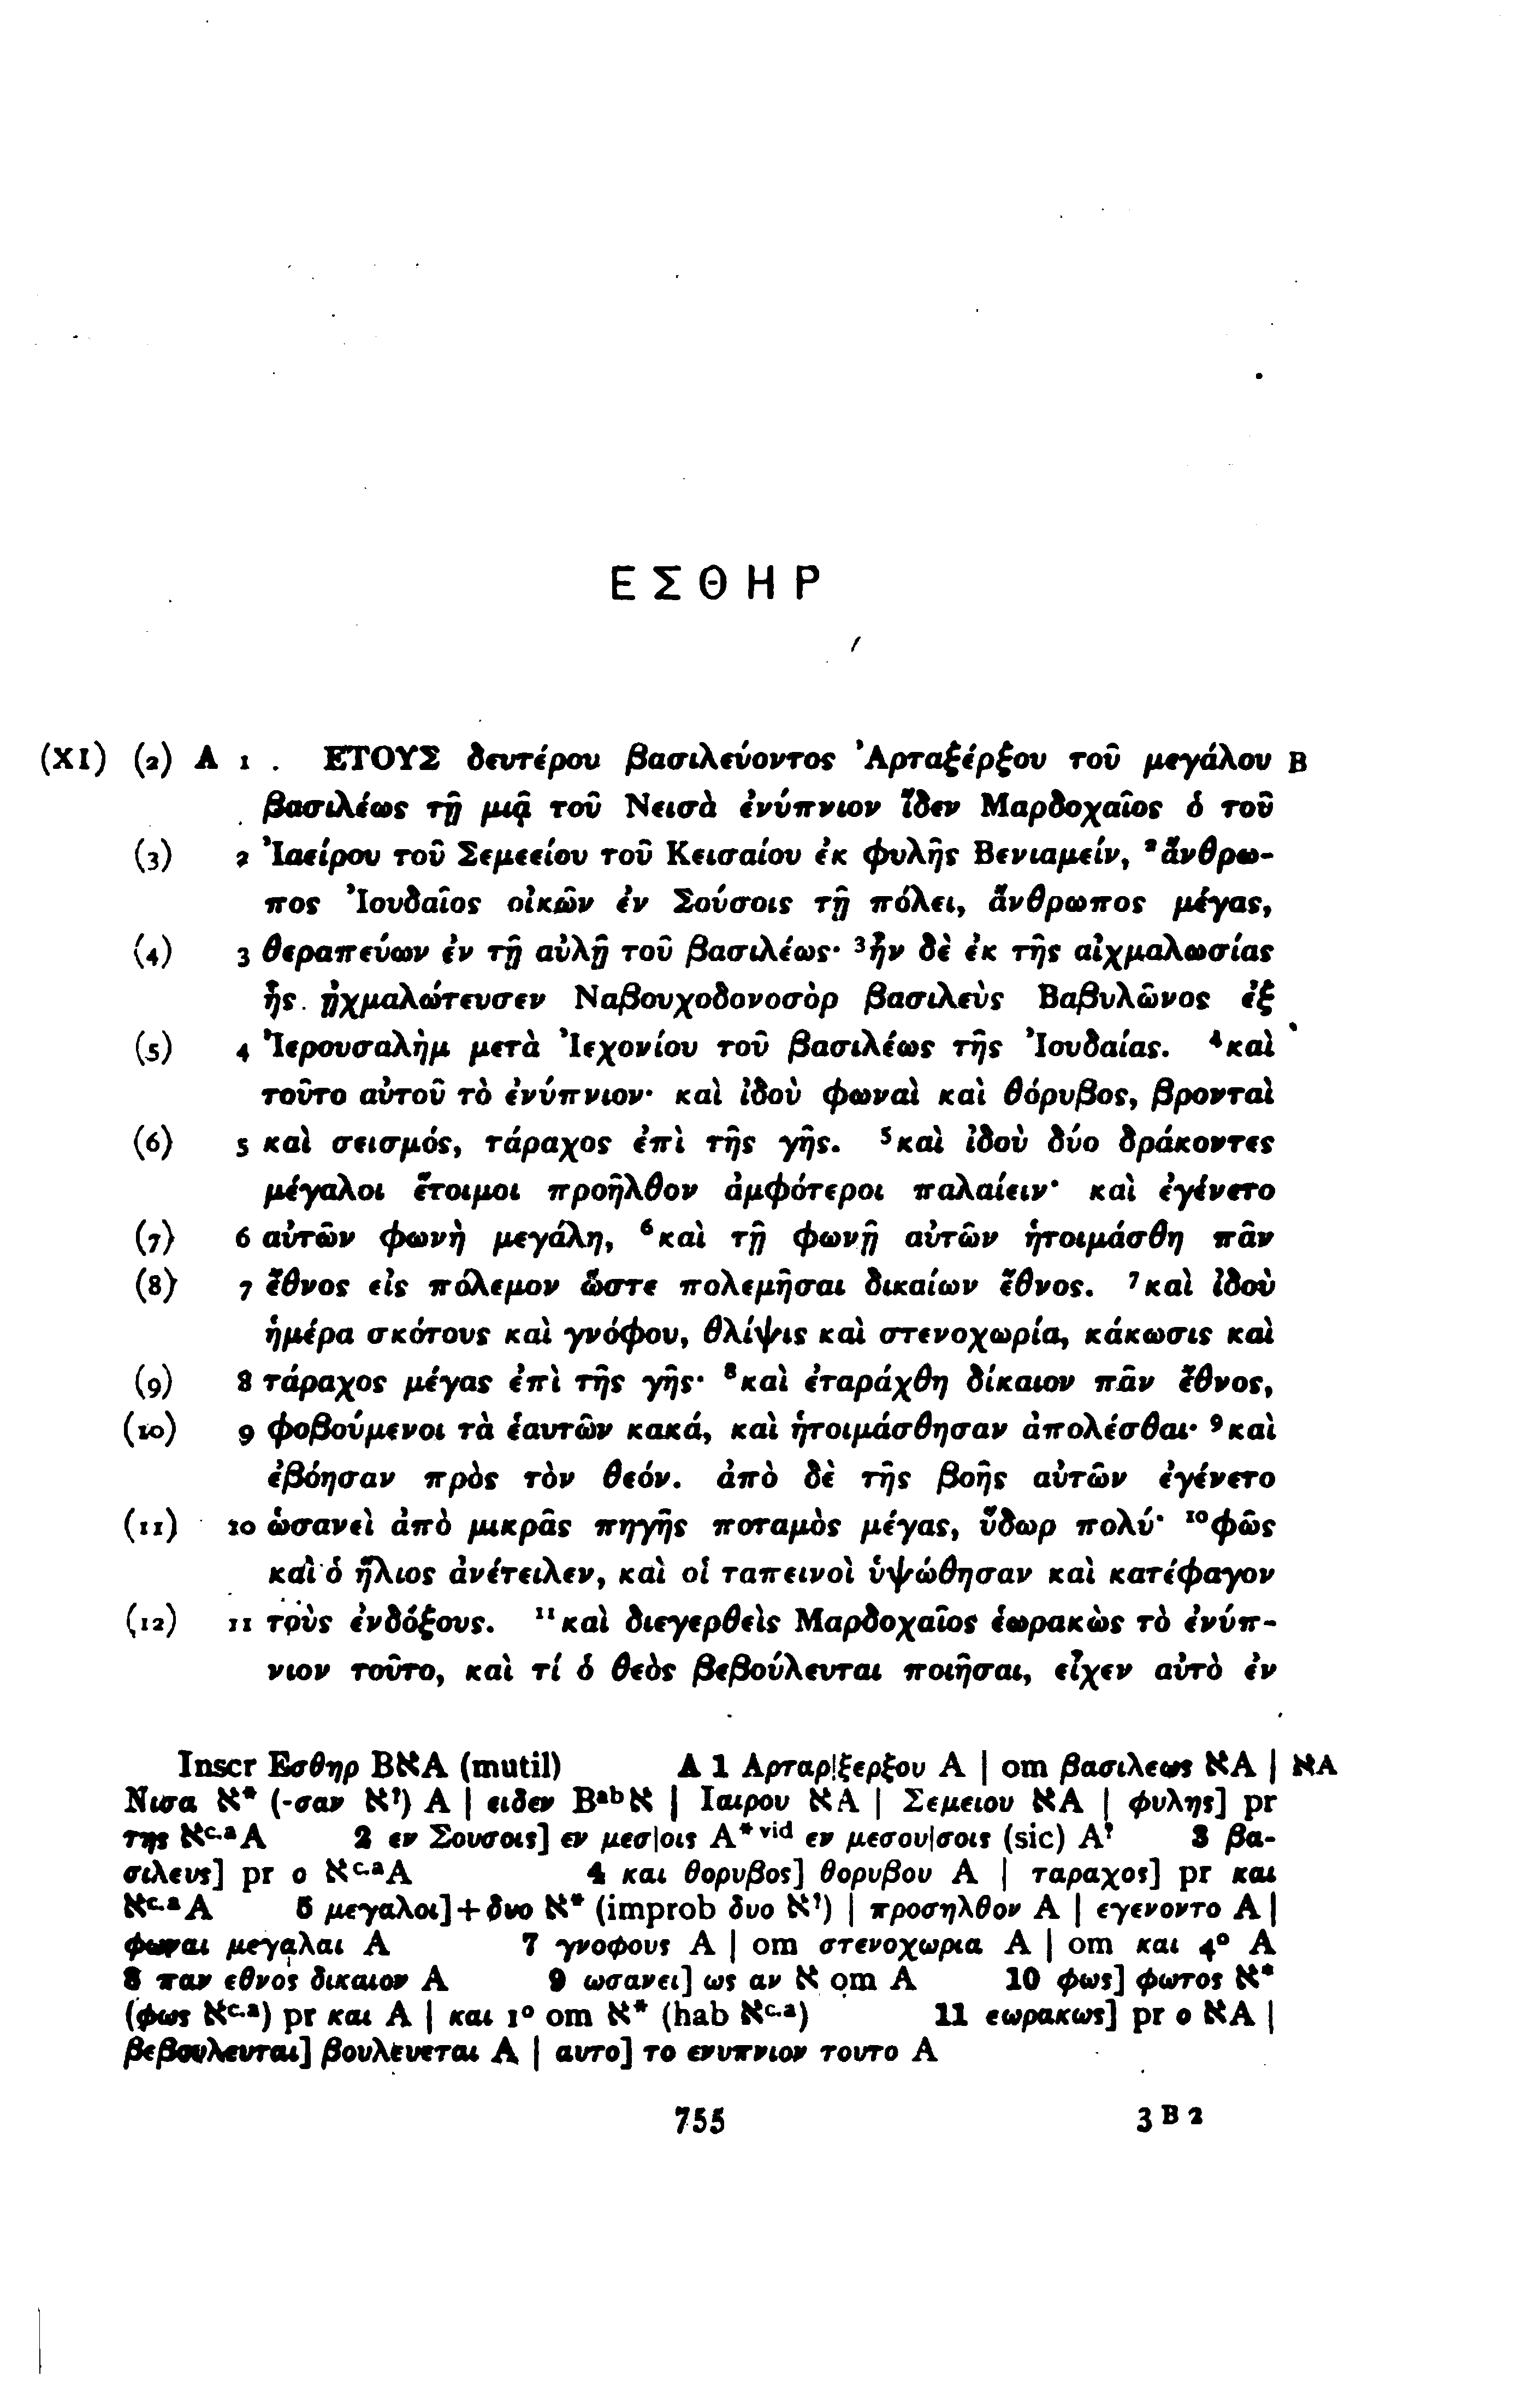 ΕΣΘΗΡ
(XI) (2) A 1 ΕΤΟΥΣ δευτέρου βασιλεύοντος Ἀρταξέρξου τοῦ μεγάλου B
βασιλέως τῇ μιᾷ τοῦ Νεισὰ ἐνύπνιον ἴδεν Μαρδοχαῖος ὁ τοῦ
(3) 2 Ἰαείρου τοῦ Σεμεείου τοῦ Κεισαίου ἐκ φυλῆς Βενιαμείν, ²ἄνθρω-
πος Ἰουδαῖος οἰκῶν ἐν Σούσοις τῇ πόλει, ἄνθρωπος μέγας,
(4) 3 θεραπεύων ἐν τῇ αὐλῇ τοῦ βασιλέως· ³ἦν δὲ ἐκ τῆς αἰχμαλωσίας
ἧς ᾐχμαλώτευσεν Ναβουχοδονοσὸρ βασιλεὺς Βαβυλῶνος ἐξ
(5) 4 Ἰερουσαλὴμ μετὰ Ἰεχονίου τοῦ βασιλέως τῆς Ἰουδαίας. ⁴καὶ
τοῦτο αὐτοῦ τὸ ἐνύπνιον· καὶ ἰδοὺ φωναὶ καὶ θόρυβος, βρονταὶ
(6) 5 καὶ σεισμός, τάραχος ἐπὶ τῆς γῆς. ⁵καὶ ἰδοὺ δύο δράκοντες
μέγαλοι ἕτοιμοι προῆλθον ἀμφότεροι παλαίειν· καὶ ἐγένετο
(7) 6 αὐτῶν φωνὴ μεγάλη, ⁶καὶ τῇ φωνῇ αὐτῶν ἡτοιμάσθη πᾶν
(8) 7 ἔθνος εἰς πόλεμον ὥστε πολεμῆσαι δικαίων ἔθνος. ⁷καὶ ἰδοὺ
ἡμέρα σκότους καὶ γνόφου, θλίψις καὶ στενοχωρία, κάκωσις καὶ
(9) 8 τάραχος μέγας ἐπὶ τῆς γῆς· ⁸καὶ ἐταράχθη δίκαιον πᾶν ἔθνος,
(10) 9 φοβούμενοι τὰ ἑαυτῶν κακά, καὶ ἡτοιμάσθησαν ἀπολέσθαι· ⁹καὶ
ἐβόησαν πρὸς τὸν θεόν. ἀπὸ δὲ τῆς βοῆς αὐτῶν ἐγένετο
(11) 10 ὡσανεὶ ἀπὸ μικρᾶς πηγῆς ποταμὸς μέγας, ὕδωρ πολύ· ¹⁰φῶς
καὶ ὁ ἥλιος ἀνέτειλεν, καὶ οἱ ταπεινοὶ ὑψώθησαν καὶ κατέφαγον
(12) 11 τοὺς ἐνδόξους. ¹¹καὶ διεγερθεὶς Μαρδοχαῖος ἑωρακὼς τὸ ἐνύπ-
νιον τοῦτο, καὶ τί ὁ θεὸς βεβούλευται ποιῆσαι, εἶχεν αὐτὸ ἐν
Inscr Εσθηρ BℵA (mutil) A 1 Αρταρ|ξερξου A | om βασιλεως ℵA | ℵA
Νισα ℵ* (-σαν ℵ?) A | ειδεν Bᵃᵇℵ | Ιαιρου ℵA | Σεμειου ℵA | φυλης] pr
της ℵᶜ·ᵃA 2 εν Σουσοις] εν μεσ|οις A*ᵛⁱᵈ εν μεσου|σοις (sic) A? 3 βα-
σιλευς] pr ο ℵᶜ·ᵃA 4 και θορυβος] θορυβου A | ταραχος] pr και
ℵᶜ·ᵃA 5 μεγαλοι]+δυο ℵ* (improb δυο ℵ?) | προσηλθον A | εγενοντο A |
φωναι μεγαλαι A 7 γνοφους A | om στενοχωρια A | om και 4° A
8 παν εθνος δικαιον A 9 ωσανει] ως αν ℵ om A 10 φως] φωτος ℵ*
(φως ℵᶜ·ᵃ) pr και A | και 1° om ℵ* (hab ℵᶜ·ᵃ) 11 εωρακως] pr ο ℵA |
βεβουλευται] βουλευεται A | αυτο] το ενυπνιον τουτο A
755 3 B 2